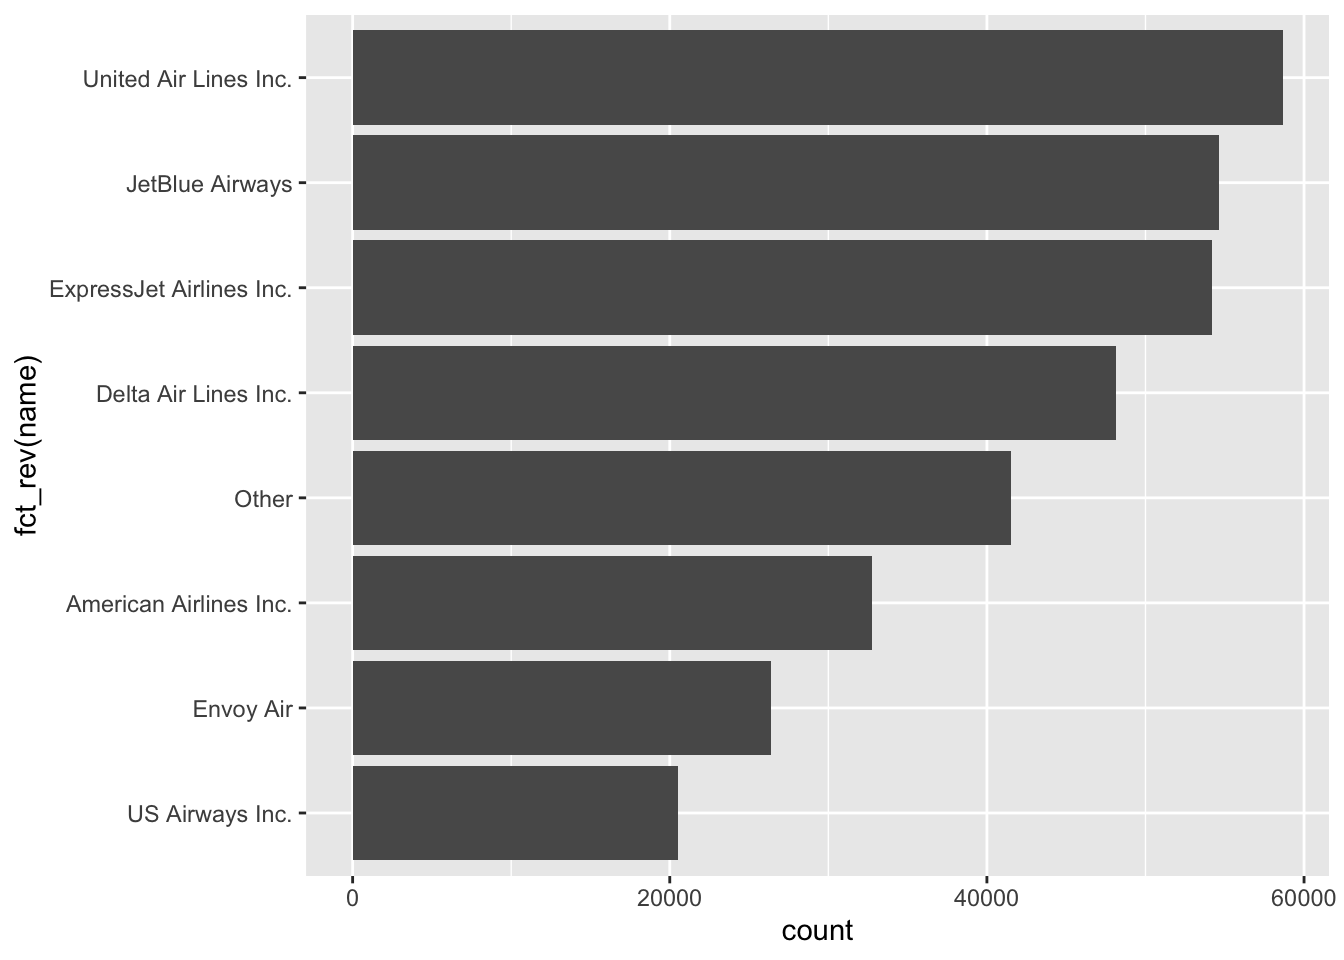 United Air Lines Inc.
JetBlue Airways
ExpressJet Airlines Inc.
Delta Air Lines Inc.
Other
American Airlines Inc.
Envoy Air
US Airways Inc.
fct_rev(name)
0 20000 40000 60000
count